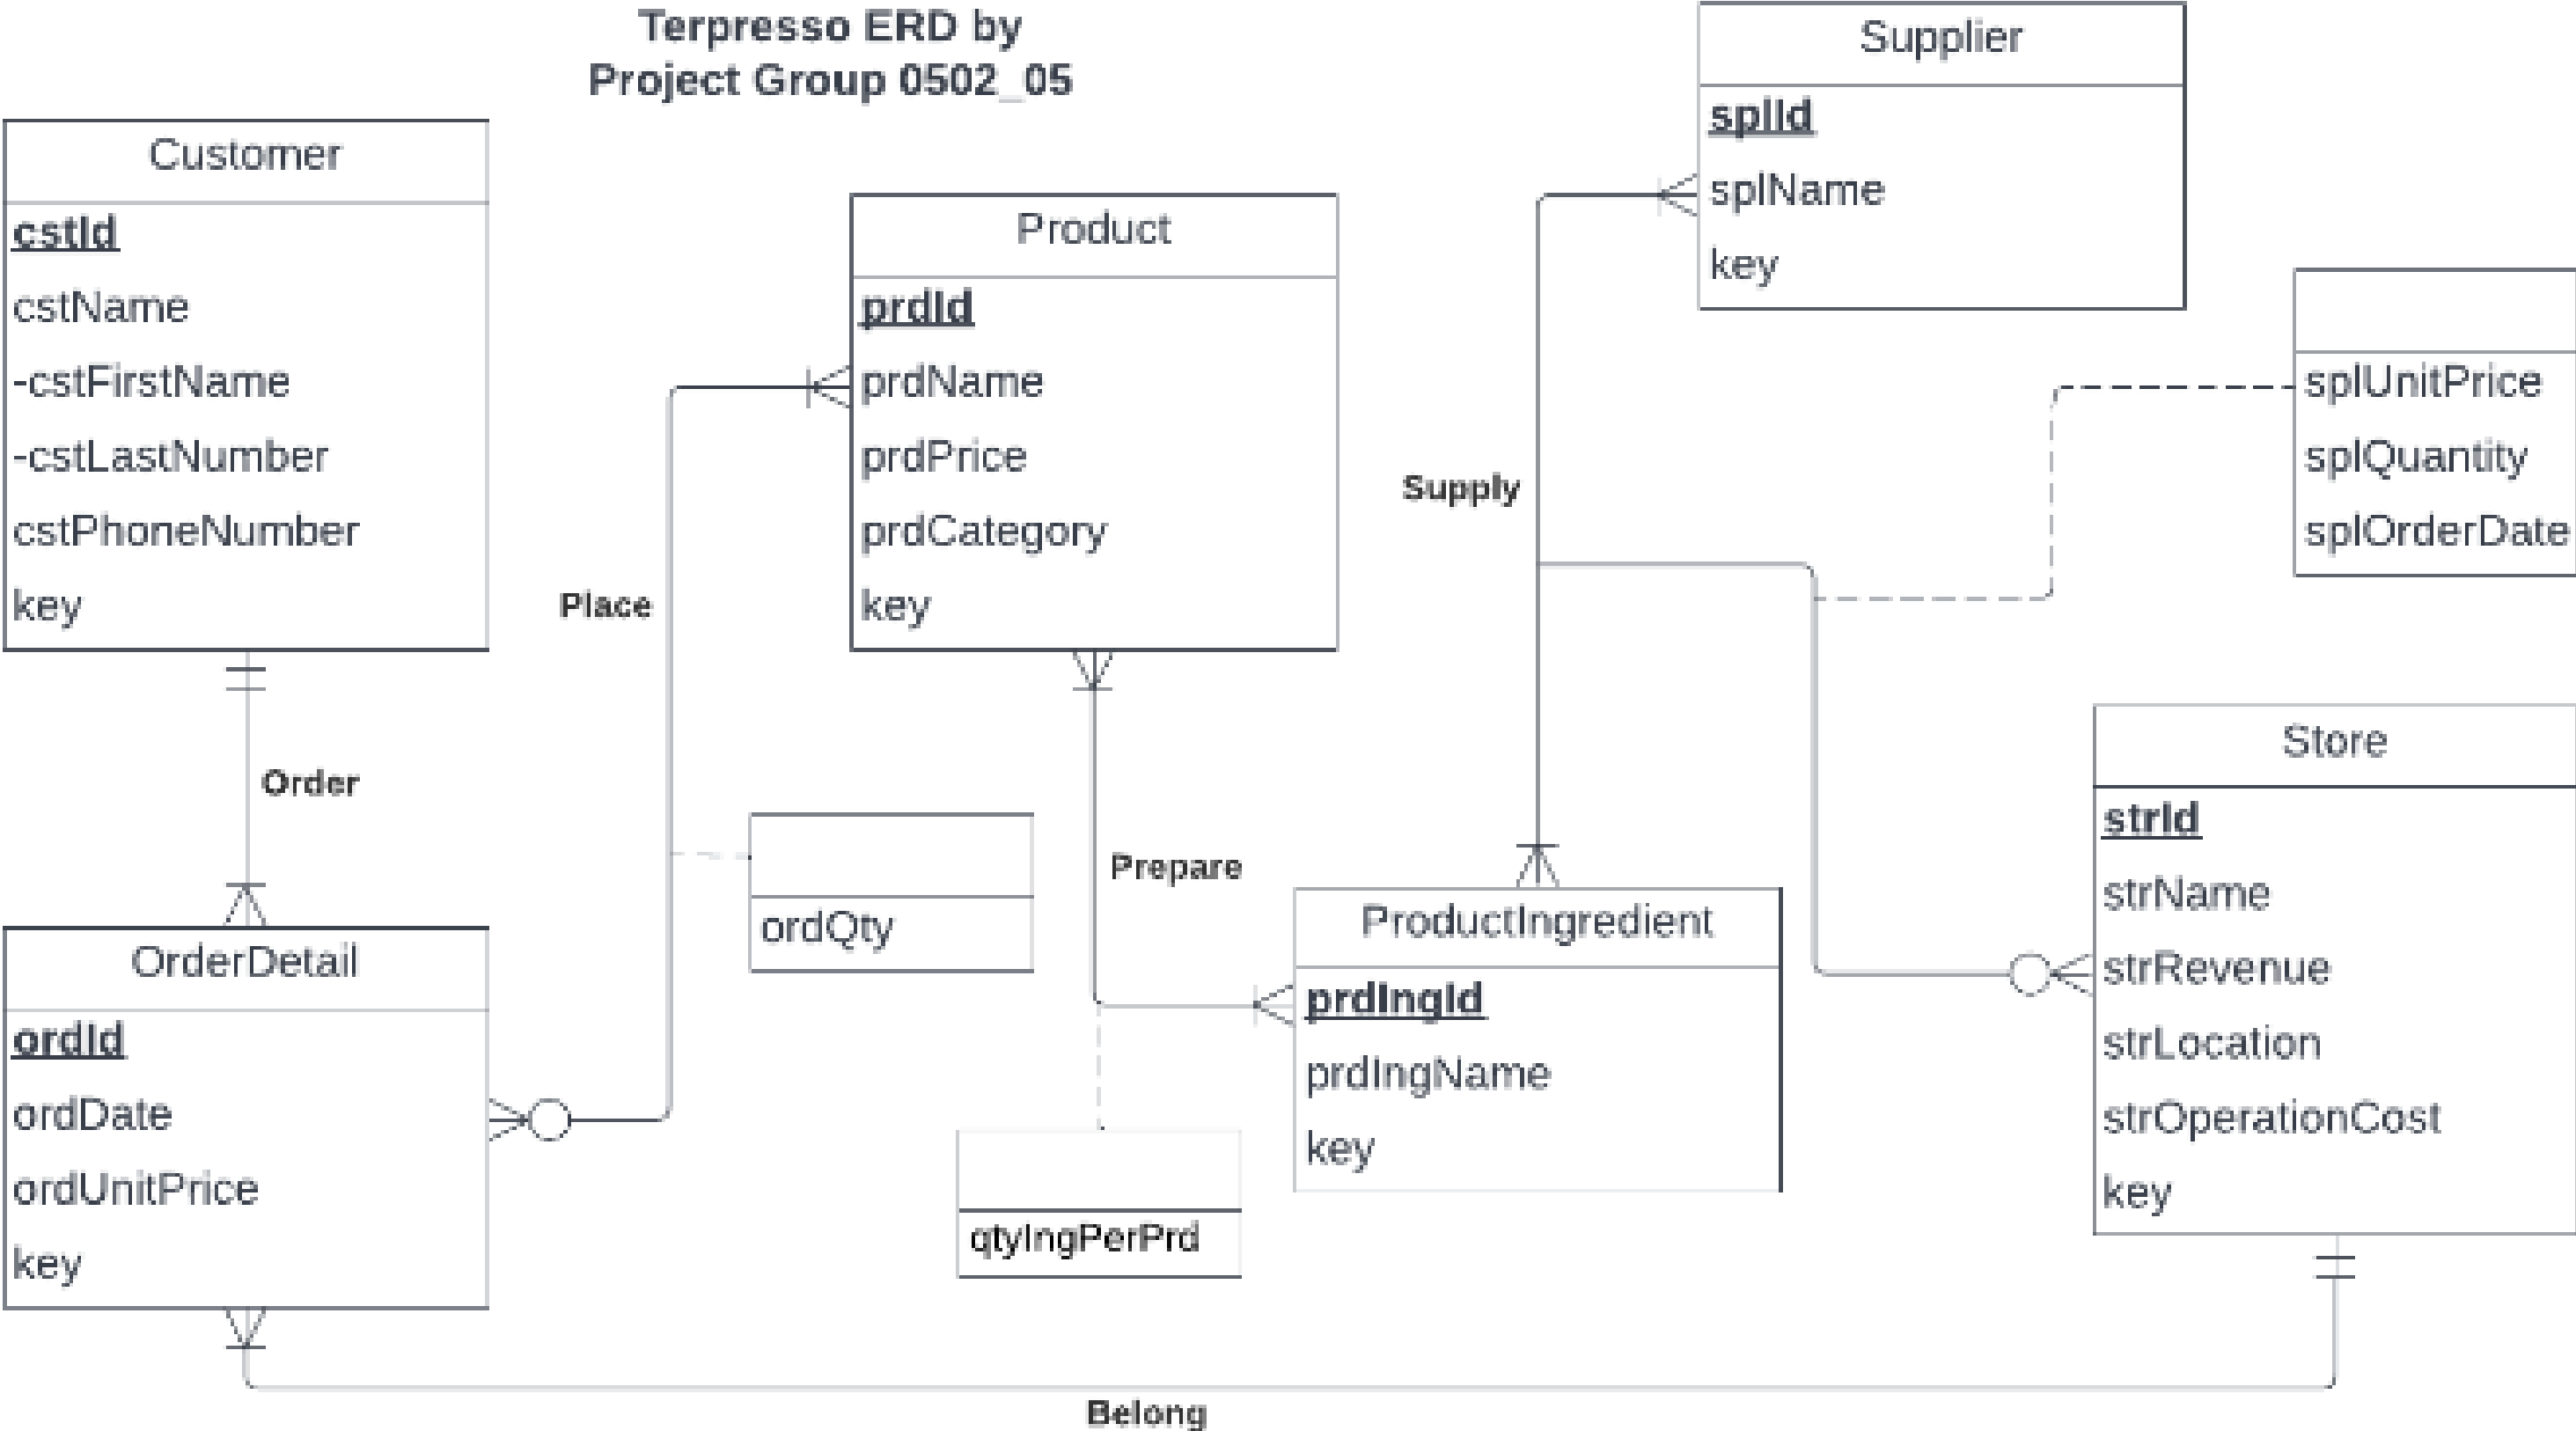 Terpresso ERD by
Project Group 0502_05
Customer
cstId
cstName
-cstFirstName
-cstLastNumber
cstPhoneNumber
key
Product
prdId
prdName
prdPrice
prdCategory
key
Supplier
splId
splName
key
splUnitPrice
splQuantity
splOrderDate
Supply
Place
Order
Prepare
ordQty
OrderDetail
ordId
ordDate
ordUnitPrice
key
ProductIngredient
prdIngId
prdIngName
key
qtyIngPerPrd
Store
strId
strName
strRevenue
strLocation
strOperationCost
key
Belong